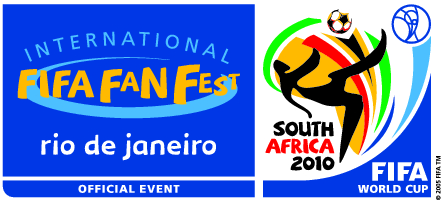 INTERNATIONAL
FIFA FAN FEST
rio de janeiro
OFFICIAL EVENT
SOUTH
AFRICA
2010
FIFA
WORLD CUP
© 2005 FIFA TM